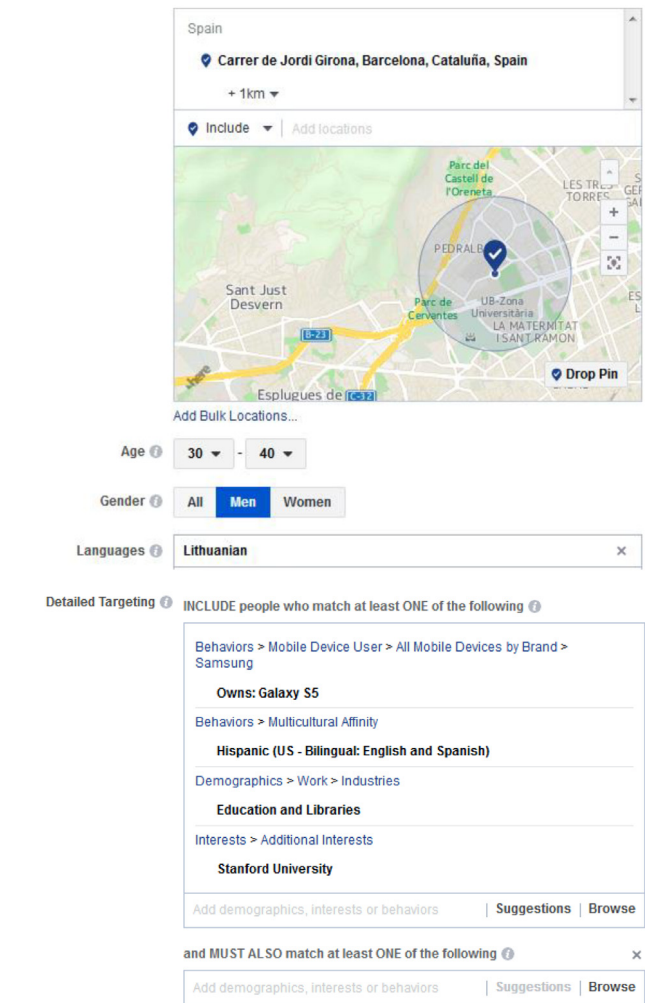 Spain
Carrer de Jordi Girona, Barcelona, Cataluña, Spain
+ 1km
Include
Add locations
Parc del
Castell de
l'Oreneta
LES TRES
TORRES
PEDRALB
Sant Just
Desvern
Parc de
Cervantes
UB-Zona
Universitària
LA MATERNITAT
I SANT RAMON
B-23
here
Drop Pin
Esplugues de
C-32
Add Bulk Locations...
Age
30 - 40
Gender
All Men Women
Languages
Lithuanian
Detailed Targeting
INCLUDE people who match at least ONE of the following
Behaviors > Mobile Device User > All Mobile Devices by Brand >
Samsung
Owns: Galaxy S5
Behaviors > Multicultural Affinity
Hispanic (US - Bilingual: English and Spanish)
Demographics > Work > Industries
Education and Libraries
Interests > Additional Interests
Stanford University
Add demographics, interests or behaviors | Suggestions | Browse
and MUST ALSO match at least ONE of the following
Add demographics, interests or behaviors | Suggestions | Browse